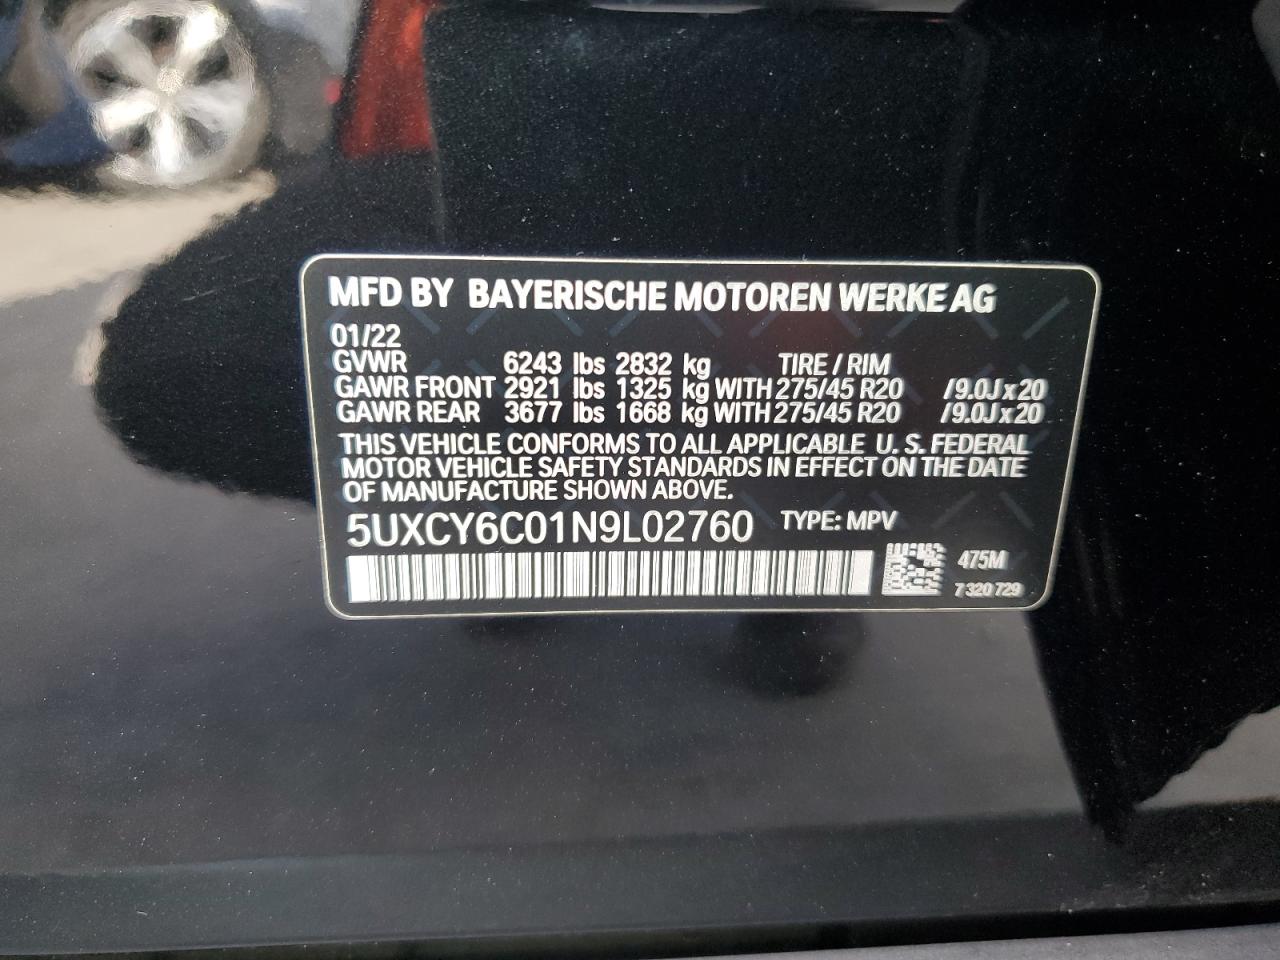 MFD BY BAYERISCHE MOTOREN WERKE AG
01/22
GVWR 6243 lbs 2832 kg TIRE / RIM
GAWR FRONT 2921 lbs 1325 kg WITH 275/45 R20 /9.0J x 20
GAWR REAR 3677 lbs 1668 kg WITH 275/45 R20 /9.0J x 20
THIS VEHICLE CONFORMS TO ALL APPLICABLE U. S. FEDERAL
MOTOR VEHICLE SAFETY STANDARDS IN EFFECT ON THE DATE
OF MANUFACTURE SHOWN ABOVE.
5UXCY6C01N9L02760 TYPE: MPV
475M
7 320 729